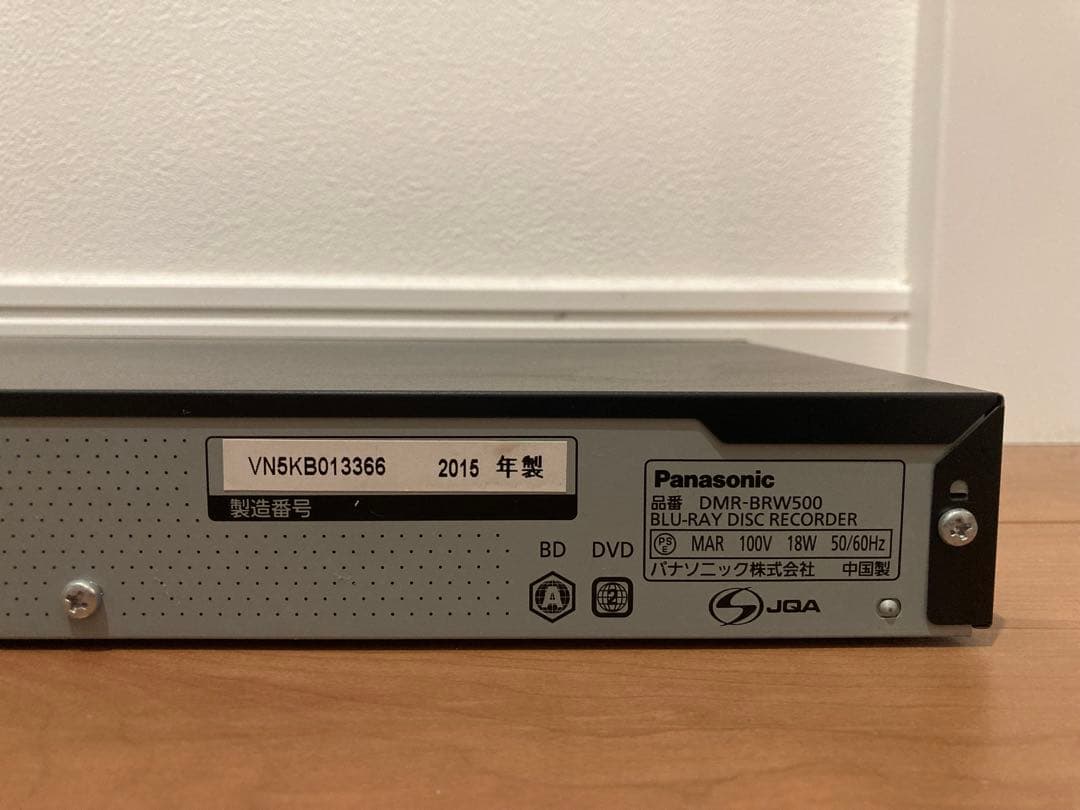 VN5KB013366 2015 年製
製造番号
BD DVD
A 2
Panasonic
品番 DMR-BRW500
BLU-RAY DISC RECORDER
PS E MAR 100V 18W 50/60Hz
パナソニック株式会社 中国製
JQA